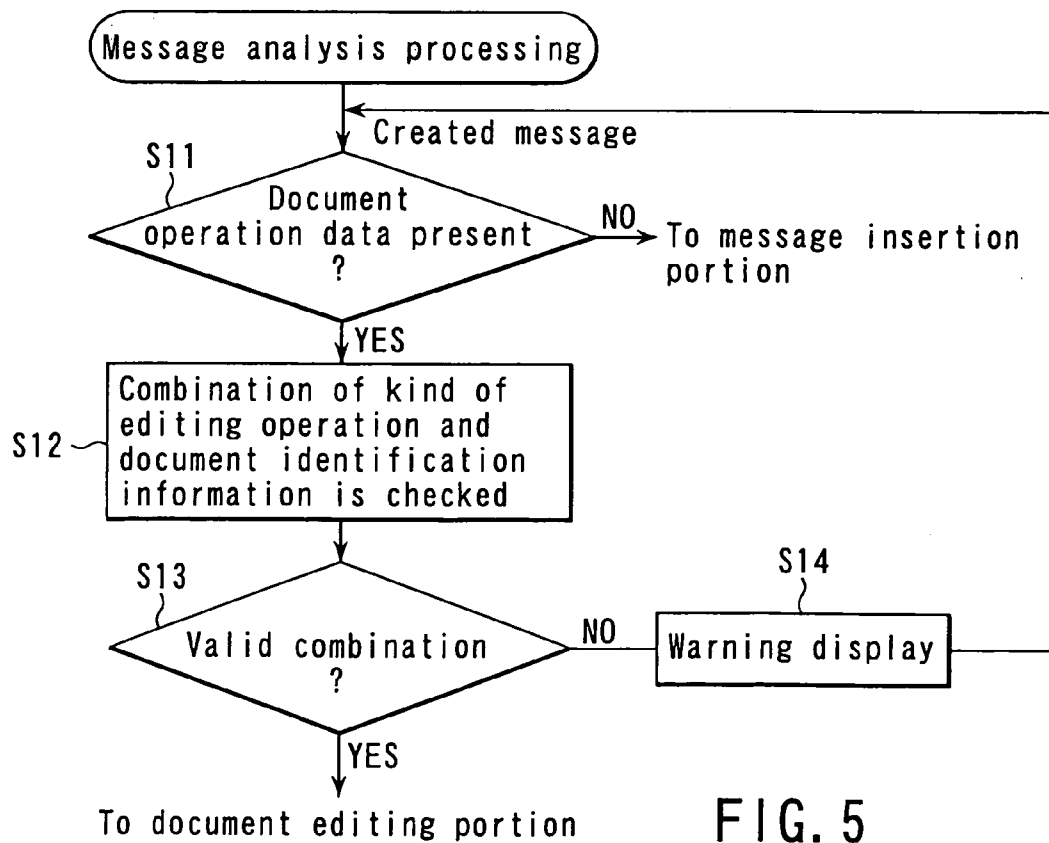 Message analysis processing
Created message
S11
Document
operation data present
?
NO
To message insertion
portion
YES
Combination of kind of
editing operation and
document identification
information is checked
S12
S13
Valid combination
?
NO
S14
Warning display
YES
To document editing portion
FIG. 5